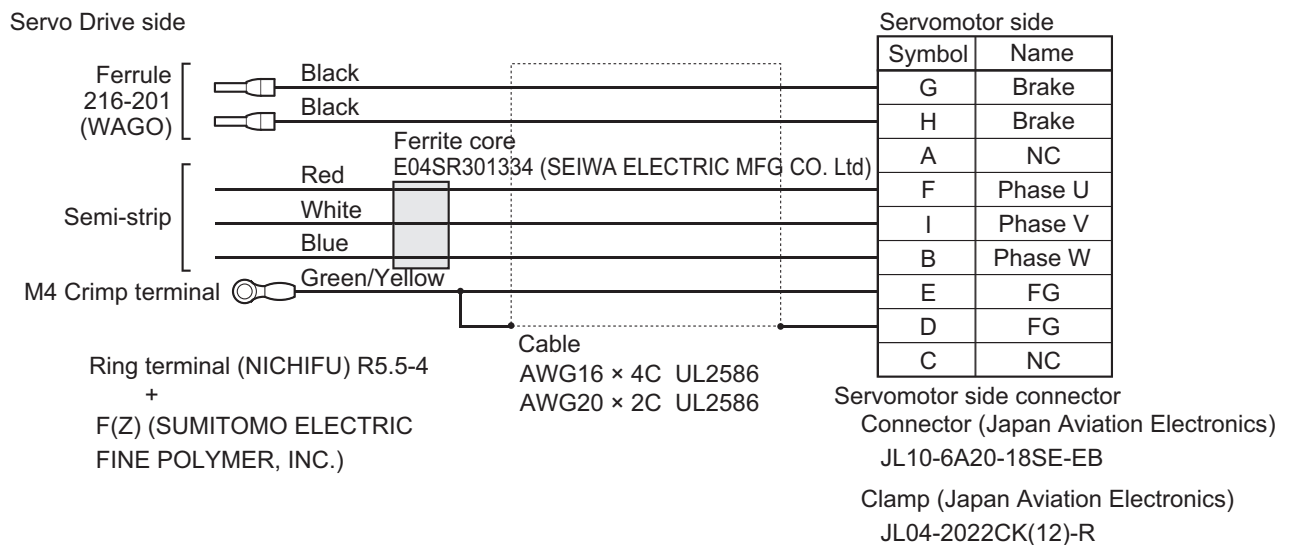 Servo Drive side
Servomotor side
Symbol Name
Ferrule
216-201
(WAGO)
Black
G Brake
Black
H Brake
Ferrite core
E04SR301334 (SEIWA ELECTRIC MFG CO. Ltd)
A NC
Semi-strip
Red
F Phase U
White
I Phase V
Blue
B Phase W
M4 Crimp terminal
Green/Yellow
E FG
D FG
C NC
Ring terminal (NICHIFU) R5.5-4
+
F(Z) (SUMITOMO ELECTRIC
FINE POLYMER, INC.)
Cable
AWG16 × 4C UL2586
AWG20 × 2C UL2586
Servomotor side connector
Connector (Japan Aviation Electronics)
JL10-6A20-18SE-EB
Clamp (Japan Aviation Electronics)
JL04-2022CK(12)-R